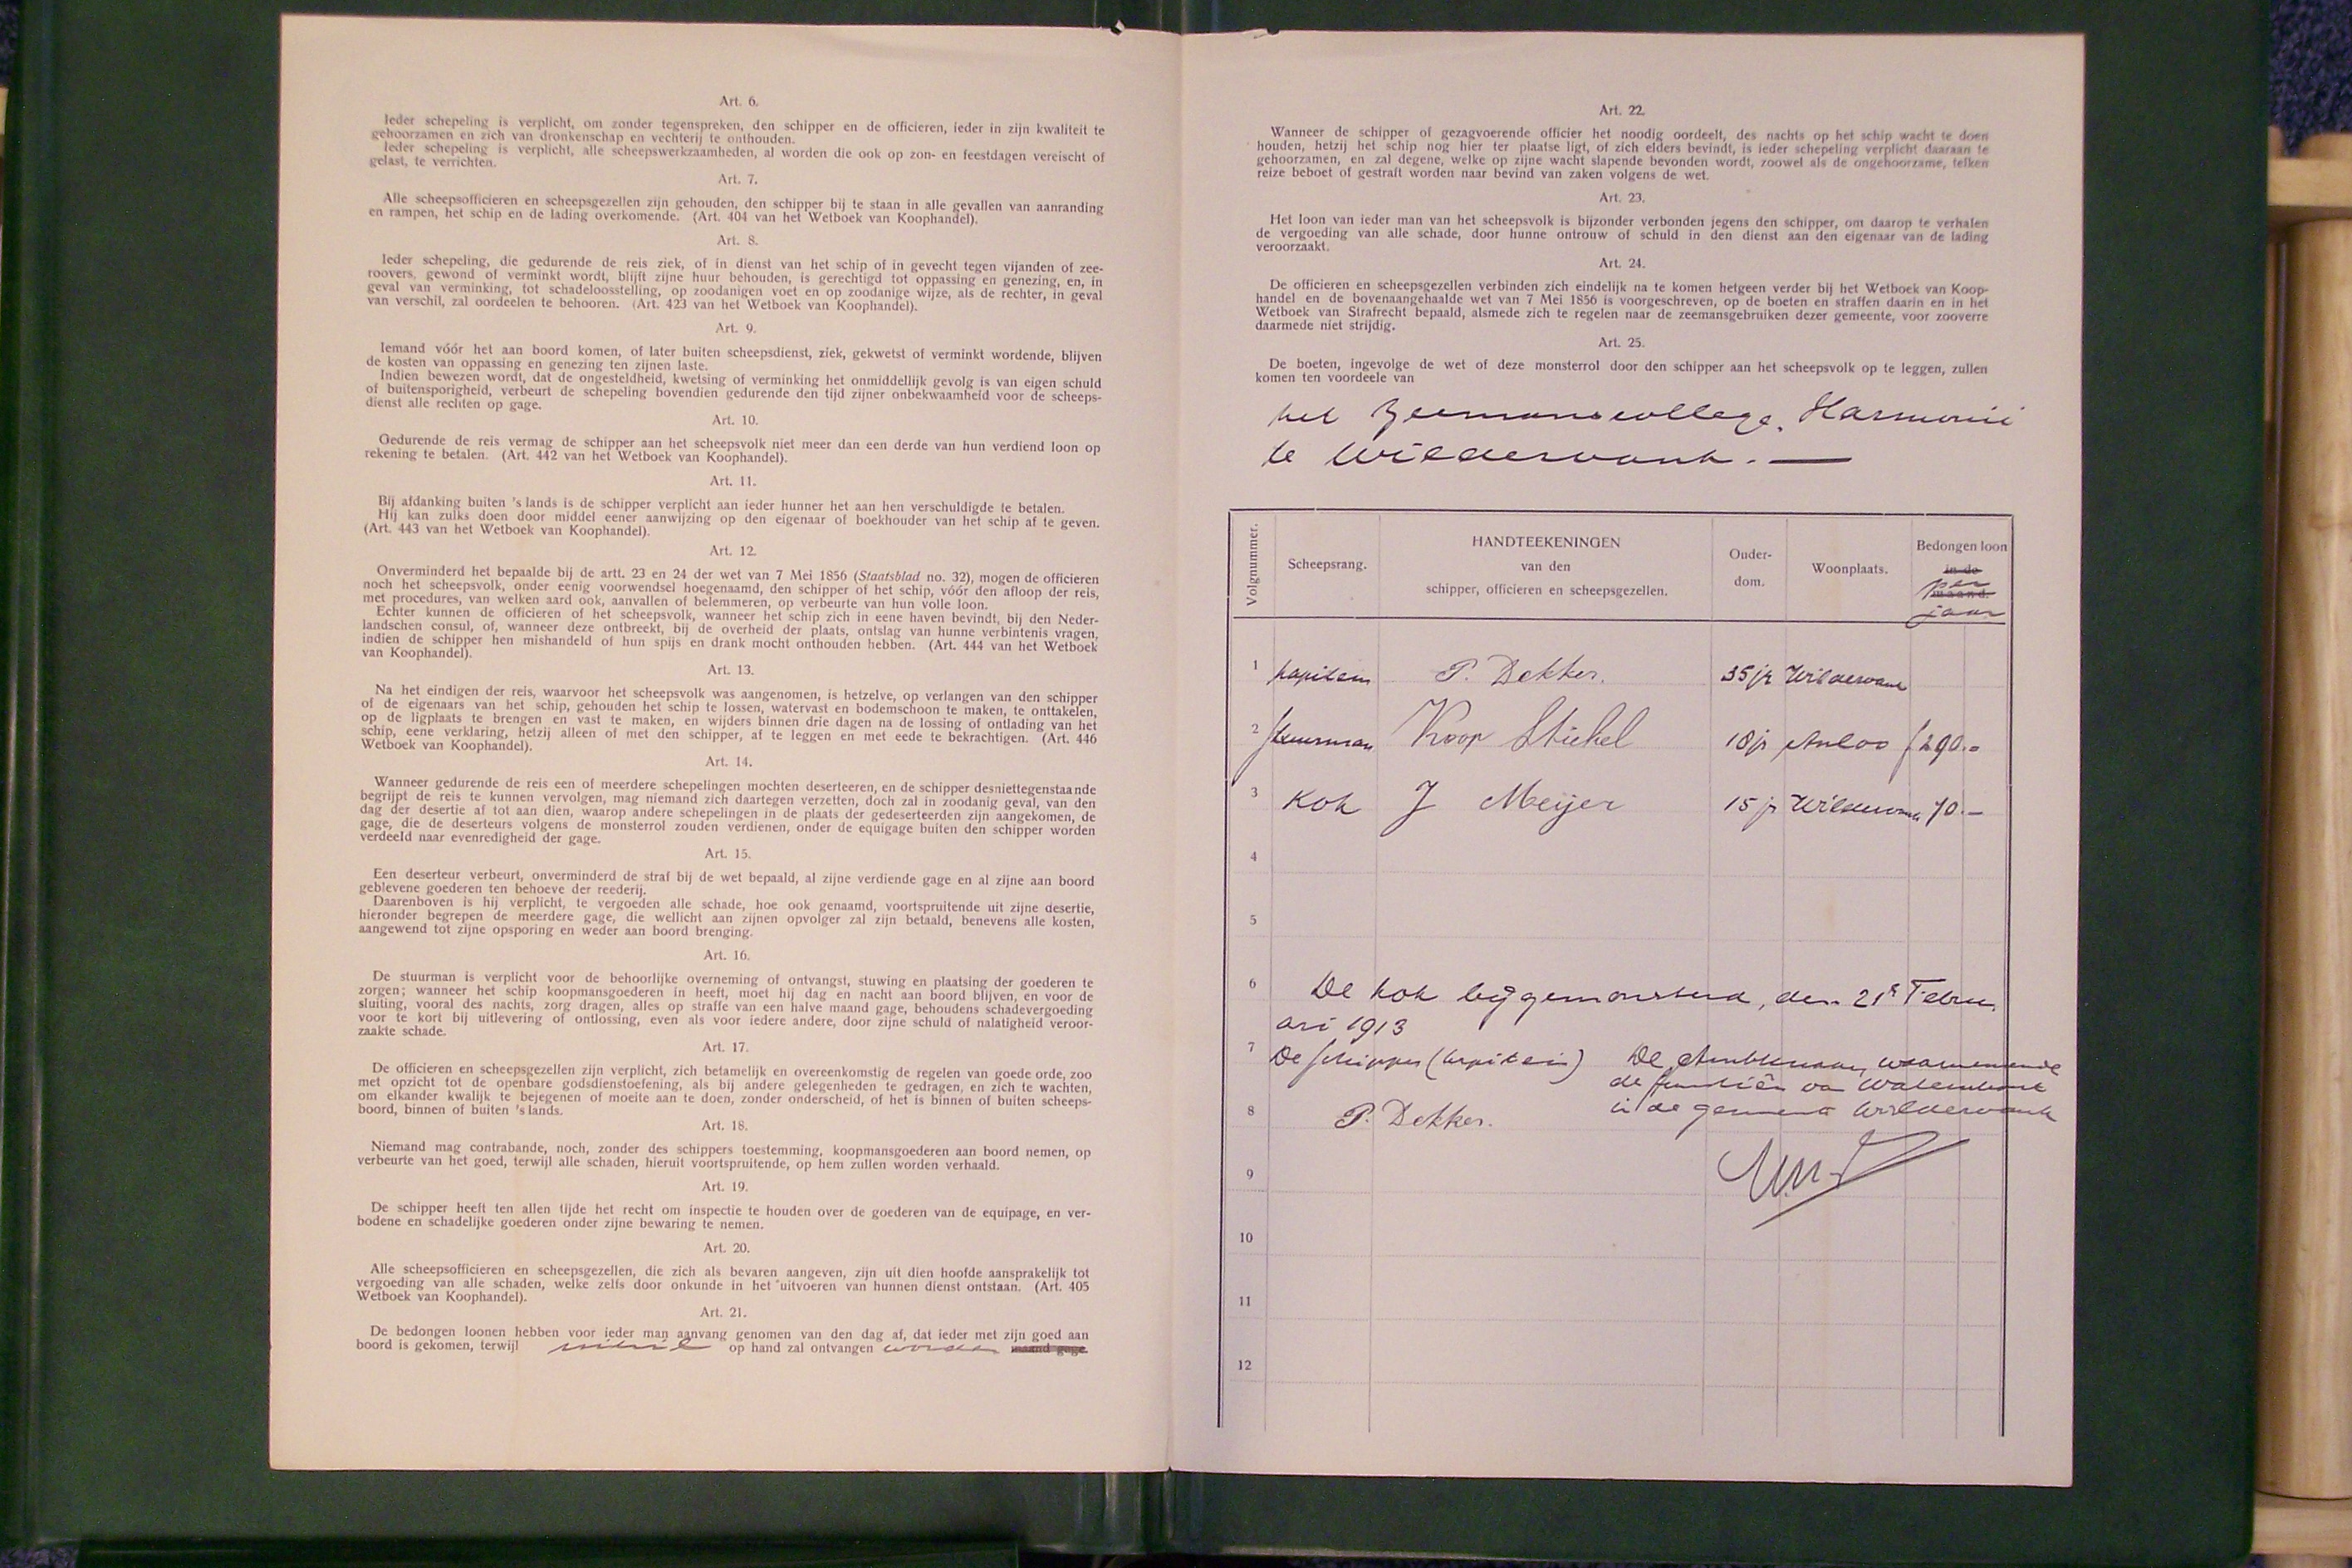 Art. 6.
Ieder schepeling is verplicht, om zonder tegenspreken, den schipper en de officieren, ieder in zijn kwaliteit te
gehoorzamen en zich van dronkenschap en vechterij te onthouden.
Ieder schepeling is verplicht, alle scheepswerkzaamheden, al worden die ook op zon- en feestdagen vereischt of
gelast, te verrichten.
Art. 7.
Alle scheepsofficieren en scheepsgezellen zijn gehouden, den schipper bij te staan in alle gevallen van aanranding
en rampen, het schip en de lading overkomende. (Art. 404 van het Wetboek van Koophandel).
Art. 8.
Ieder schepeling, die gedurende de reis ziek, of in dienst van het schip of in gevecht tegen vijanden of zee-
roovers, gewond of verminkt wordt, blijft zijne huur behouden, is gerechtigd tot oppassing en genezing, en, in
geval van verminking, tot schadeloosstelling, op zoodanigen voet en op zoodanige wijze, als de rechter, in geval
van verschil, zal oordeelen te behooren. (Art. 423 van het Wetboek van Koophandel).
Art. 9.
Iemand vóór het aan boord komen, of later buiten scheepsdienst, ziek, gekwetst of verminkt wordende, blijven
de kosten van oppassing en genezing ten zijnen laste.
Indien bewezen wordt, dat de ongesteldheid, kwetsing of verminking het onmiddellijk gevolg is van eigen schuld
of buitensporigheid, verbeurt de schepeling bovendien gedurende den tijd zijner onbekwaamheid voor de scheeps-
dienst alle rechten op gage.
Art. 10.
Gedurende de reis vermag de schipper aan het scheepsvolk niet meer dan een derde van hun verdiend loon op
rekening te betalen. (Art. 442 van het Wetboek van Koophandel).
Art. 11.
Bij afdanking buiten 's lands is de schipper verplicht aan ieder hunner het aan hen verschuldigde te betalen.
Hij kan zulks doen door middel eener aanwijzing op den eigenaar of boekhouder van het schip af te geven.
(Art. 443 van het Wetboek van Koophandel).
Art. 12.
Onverminderd het bepaalde bij de artt. 23 en 24 der wet van 7 Mei 1856 (Staatsblad no. 32), mogen de officieren
noch het scheepsvolk, onder eenig voorwendsel hoegenaamd, den schipper of het schip, vóór den afloop der reis,
met procedures, van welken aard ook, aanvallen of belemmeren, op verbeurte van hun volle loon.
Echter kunnen de officieren of het scheepsvolk, wanneer het schip zich in eene haven bevindt, bij den Neder-
landschen consul, of, wanneer deze ontbreekt, bij de overheid der plaats, ontslag van hunne verbintenis vragen,
indien de schipper hen mishandeld of hun spijs en drank mocht onthouden hebben. (Art. 444 van het Wetboek
van Koophandel).
Art. 13.
Na het eindigen der reis, waarvoor het scheepsvolk was aangenomen, is hetzelve, op verlangen van den schipper
of de eigenaars van het schip, gehouden het schip te lossen, watervast en bodemschoon te maken, te onttakelen,
op de ligplaats te brengen en vast te maken, en wijders binnen drie dagen na de lossing of ontlading van het
schip, eene verklaring, hetzij alleen of met den schipper, af te leggen en met eede te bekrachtigen. (Art. 446
Wetboek van Koophandel).
Art. 14.
Wanneer gedurende de reis een of meerdere schepelingen mochten deserteeren, en de schipper desniettegenstaande
begrijpt de reis te kunnen vervolgen, mag niemand zich daartegen verzetten, doch zal in zoodanig geval, van den
dag der desertie af tot aan dien, waarop andere schepelingen in de plaats der gedeserteerden zijn aangekomen, de
gage, die de deserteurs volgens de monsterrol zouden verdienen, onder de equigage buiten den schipper worden
verdeeld naar evenredigheid der gage.
Art. 15.
Een deserteur verbeurt, onverminderd de straf bij de wet bepaald, al zijne verdiende gage en al zijne aan boord
geblevene goederen ten behoeve der reederij.
Daarenboven is hij verplicht, te vergoeden alle schade, hoe ook genaamd, voortspruitende uit zijne desertie,
hieronder begrepen de meerdere gage, die wellicht aan zijnen opvolger zal zijn betaald, benevens alle kosten,
aangewend tot zijne opsporing en weder aan boord brenging.
Art. 16.
De stuurman is verplicht voor de behoorlijke overneming of ontvangst, stuwing en plaatsing der goederen te
zorgen; wanneer het schip koopmansgoederen in heeft, moet hij dag en nacht aan boord blijven, en voor de
sluiting, vooral des nachts, zorg dragen, alles op straffe van een halve maand gage, behoudens schadevergoeding
voor te kort bij uitlevering of ontlossing, even als voor iedere andere, door zijne schuld of nalatigheid veroor-
zaakte schade.
Art. 17.
De officieren en scheepsgezellen zijn verplicht, zich betamelijk en overeenkomstig de regelen van goede orde, zoo
met opzicht tot de openbare godsdienstoefening, als bij andere gelegenheden te gedragen, en zich te wachten,
om elkander kwalijk te bejegenen of moeite aan te doen, zonder onderscheid, of het is binnen of buiten scheeps-
boord, binnen of buiten 's lands.
Art. 18.
Niemand mag contrabande, noch, zonder des schippers toestemming, koopmansgoederen aan boord nemen, op
verbeurte van het goed, terwijl alle schaden, hieruit voortspruitende, op hem zullen worden verhaald.
Art. 19.
De schipper heeft ten allen tijde het recht om inspectie te houden over de goederen van de equipage, en ver-
bodene en schadelijke goederen onder zijne bewaring te nemen.
Art. 20.
Alle scheepsofficieren en scheepsgezellen, die zich als bevaren aangeven, zijn uit dien hoofde aansprakelijk tot
vergoeding van alle schaden, welke zelfs door onkunde in het uitvoeren van hunnen dienst ontstaan. (Art. 405
Wetboek van Koophandel).
Art. 21.
De bedongen loonen hebben voor ieder man aanvang genomen van den dag af, dat ieder met zijn goed aan
boord is gekomen, terwijl op hand zal ontvangen worden maand gage.
Art. 22.
Wanneer de schipper of gezagvoerende officier het noodig oordeelt, des nachts op het schip wacht te doen
houden, hetzij het schip nog hier ter plaatse ligt, of zich elders bevindt, is ieder schepeling verplicht daaraan te
gehoorzamen, en zal degene, welke op zijne wacht slapende bevonden wordt, zoowel als de ongehoorzame, telken
reize beboet of gestraft worden naar bevind van zaken volgens de wet.
Art. 23.
Het loon van ieder man van het scheepsvolk is bijzonder verbonden jegens den schipper, om daarop te verhalen
de vergoeding van alle schade, door hunne ontrouw of schuld in den dienst aan den eigenaar van de lading
veroorzaakt.
Art. 24.
De officieren en scheepsgezellen verbinden zich eindelijk na te komen hetgeen verder bij het Wetboek van Koop-
handel en de bovenaangehaalde wet van 7 Mei 1856 is voorgeschreven, op de boeten en straffen daarin en in het
Wetboek van Strafrecht bepaald, alsmede zich te regelen naar de zeemansgebruiken dezer gemeente, voor zooverre
daarmede niet strijdig.
Art. 25.
De boeten, ingevolge de wet of deze monsterrol door den schipper aan het scheepsvolk op te leggen, zullen
komen ten voordeele van
het Zeemanscollege Harmonie
te Wildervank. —
Volgnummer. Scheepsrang. HANDTEEKENINGEN van den schipper, officieren en scheepsgezellen. Ouder-dom. Woonplaats. Bedongen loon in de maand. per jaar
1 kapitein P. Dekker. 35 jr Wildervank
2 stuurman Koop Stichel 18 jr Anloo f 290.=
3 Kok J Meijer 15 jr Wildervank 70.—
4
5
6 De kok bijgemonsterd, den 21e Febru-
ari 1913
7 De schipper (kapitein) De Ambtenaar, waarnemende
de functiën van Waterschout
8 in de gemeente Wildervank
P. Dekker.
9
10
11
12